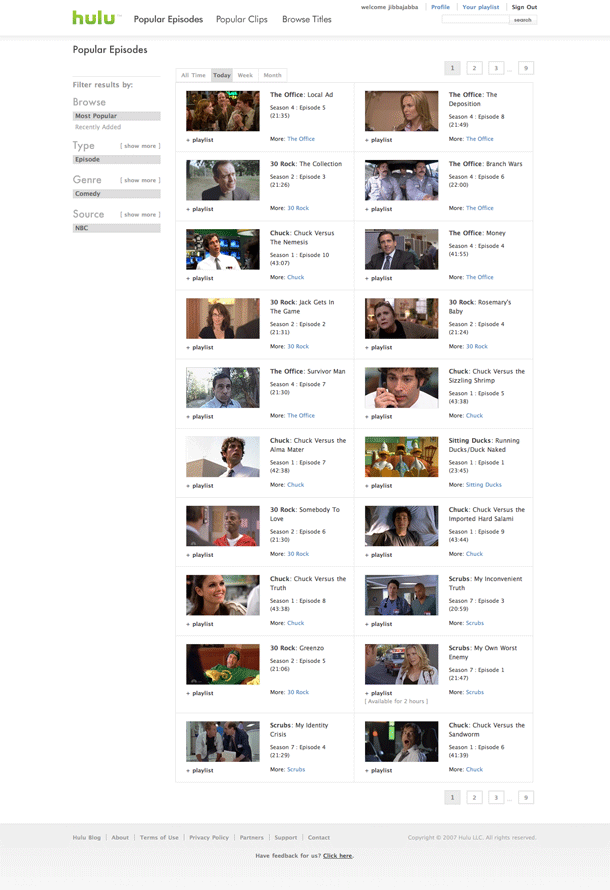 welcome jibbajabba | Profile | Your playlist | Sign Out
hulu™ Popular Episodes Popular Clips Browse Titles
search
Popular Episodes
1 2 3 ... 9
All Time Today Week Month
Filter results by:
Browse
Most Popular
Recently Added
Type [ show more ]
Episode
Genre [ show more ]
Comedy
Source [ show more ]
NBC
The Office: Local Ad
Season 4 : Episode 5
(21:35)
+ playlist
More: The Office
The Office: The
Deposition
Season 4 : Episode 8
(21:49)
+ playlist
More: The Office
30 Rock: The Collection
Season 2 : Episode 3
(21:26)
+ playlist
More: 30 Rock
The Office: Branch Wars
Season 4 : Episode 6
(22:00)
+ playlist
More: The Office
Chuck: Chuck Versus
The Nemesis
Season 1 : Episode 10
(43:07)
+ playlist
More: Chuck
The Office: Money
Season 4 : Episode 4
(41:55)
+ playlist
More: The Office
30 Rock: Jack Gets In
The Game
Season 2 : Episode 2
(21:31)
+ playlist
More: 30 Rock
30 Rock: Rosemary's
Baby
Season 2 : Episode 4
(21:24)
+ playlist
More: 30 Rock
The Office: Survivor Man
Season 4 : Episode 7
(21:30)
+ playlist
More: The Office
Chuck: Chuck Versus the
Sizzling Shrimp
Season 1 : Episode 5
(43:38)
+ playlist
More: Chuck
Chuck: Chuck Versus the
Alma Mater
Season 1 : Episode 7
(42:38)
+ playlist
More: Chuck
Sitting Ducks: Running
Ducks/Duck Naked
Season 1 : Episode 1
(23:45)
+ playlist
More: Sitting Ducks
30 Rock: Somebody To
Love
Season 2 : Episode 6
(21:30)
+ playlist
More: 30 Rock
Chuck: Chuck Versus the
Imported Hard Salami
Season 1 : Episode 9
(43:44)
+ playlist
More: Chuck
Chuck: Chuck Versus the
Truth
Season 1 : Episode 8
(43:38)
+ playlist
More: Chuck
Scrubs: My Inconvenient
Truth
Season 7 : Episode 3
(20:59)
+ playlist
More: Scrubs
30 Rock: Greenzo
Season 2 : Episode 5
(21:06)
+ playlist
More: 30 Rock
Scrubs: My Own Worst
Enemy
Season 7 : Episode 1
(21:47)
+ playlist
More: Scrubs
[ Available for 2 hours ]
Scrubs: My Identity
Crisis
Season 7 : Episode 4
(21:29)
+ playlist
More: Scrubs
Chuck: Chuck Versus the
Sandworm
Season 1 : Episode 6
(41:39)
+ playlist
More: Chuck
1 2 3 ... 9
Hulu Blog | About | Terms of Use | Privacy Policy | Partners | Support | Contact
Copyright © 2007 Hulu LLC. All rights reserved.
Have feedback for us? Click here.